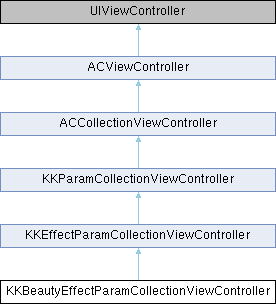 UIViewController
ACViewController
ACCollectionViewController
KKParamCollectionViewController
KKEffectParamCollectionViewController
KKBeautyEffectParamCollectionViewController